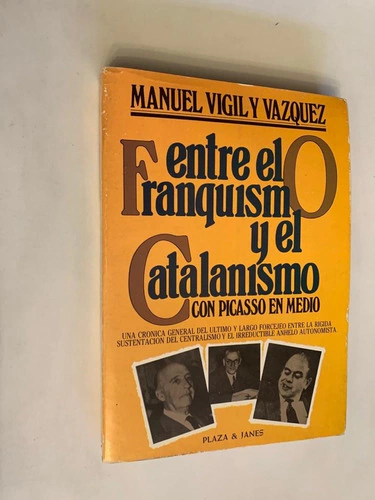 MANUEL VIGIL Y VAZQUEZ
entre el
FranquismO
y el
Catalanismo
CON PICASSO EN MEDIO
UNA CRONICA GENERAL DEL ULTIMO Y LARGO FORCEJEO ENTRE LA RIGIDA
SUSTENTACION DEL CENTRALISMO Y EL IRREDUCTIBLE ANHELO AUTONOMISTA
PLAZA & JANES